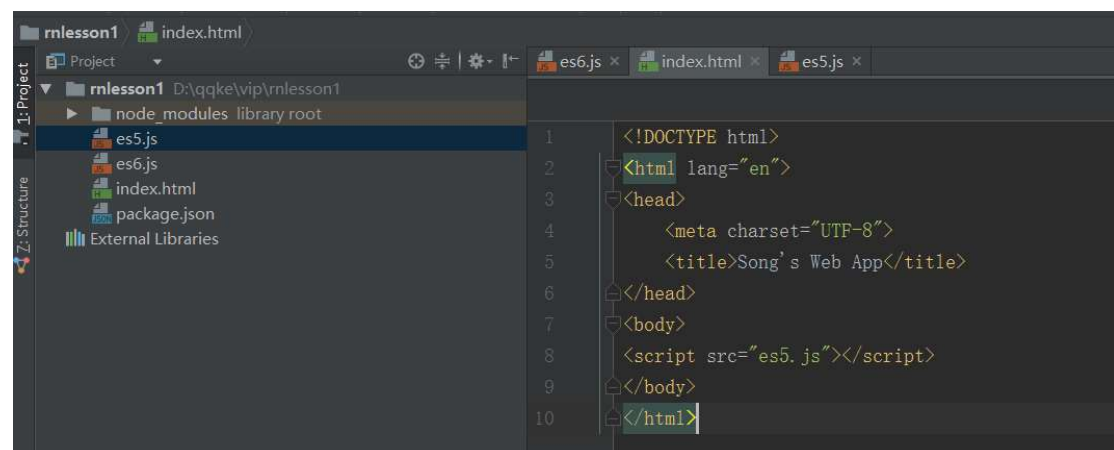 rnlesson1 index.html
Project
es6.js × index.html × es5.js ×
1: Project
rnlesson1 D:\qqke\vip\rnlesson1
node_modules library root
es5.js
es6.js
index.html
package.json
External Libraries
Z: Structure
1 <!DOCTYPE html>
2 <html lang="en">
3 <head>
4 <meta charset="UTF-8">
5 <title>Song's Web App</title>
6 </head>
7 <body>
8 <script src="es5.js"></script>
9 </body>
10 </html>